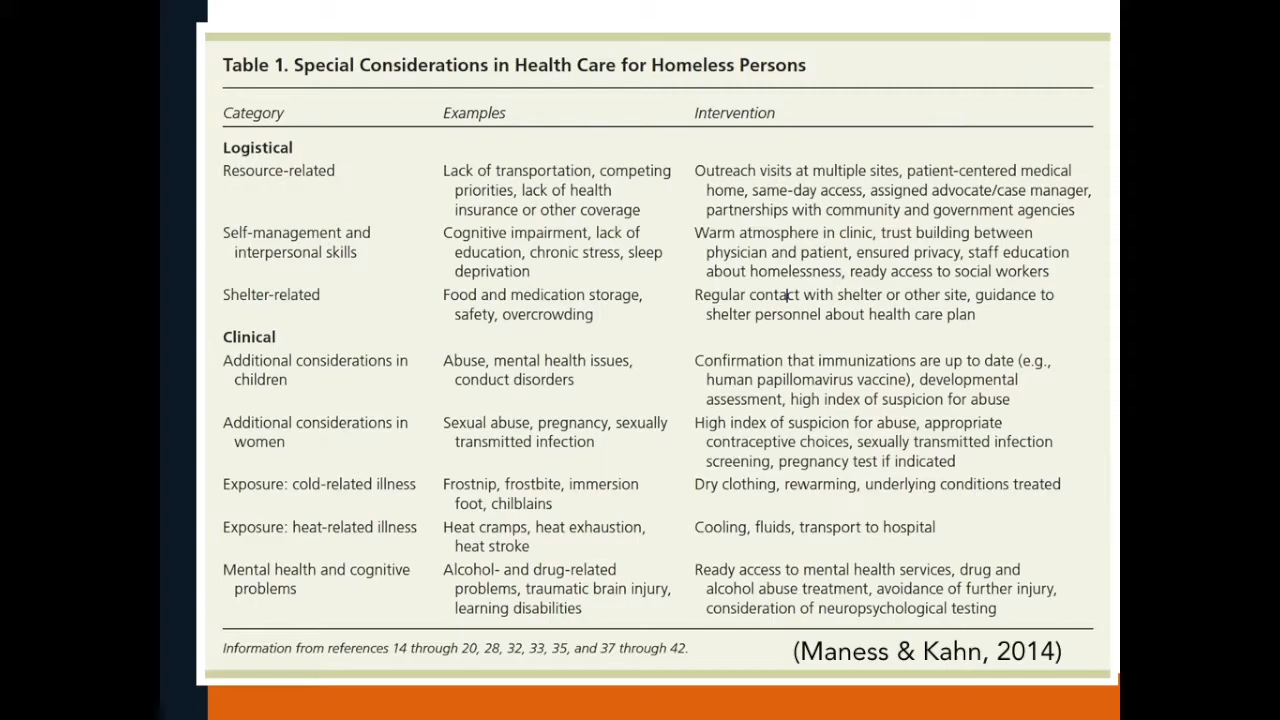 Table 1. Special Considerations in Health Care for Homeless Persons
Category Examples Intervention
Logistical
Resource-related Lack of transportation, competing Outreach visits at multiple sites, patient-centered medical
priorities, lack of health home, same-day access, assigned advocate/case manager,
insurance or other coverage partnerships with community and government agencies
Self-management and Cognitive impairment, lack of Warm atmosphere in clinic, trust building between
interpersonal skills education, chronic stress, sleep physician and patient, ensured privacy, staff education
deprivation about homelessness, ready access to social workers
Shelter-related Food and medication storage, Regular contact with shelter or other site, guidance to
safety, overcrowding shelter personnel about health care plan
Clinical
Additional considerations in Abuse, mental health issues, Confirmation that immunizations are up to date (e.g.,
children conduct disorders human papillomavirus vaccine), developmental
assessment, high index of suspicion for abuse
Additional considerations in Sexual abuse, pregnancy, sexually High index of suspicion for abuse, appropriate
women transmitted infection contraceptive choices, sexually transmitted infection
screening, pregnancy test if indicated
Exposure: cold-related illness Frostnip, frostbite, immersion Dry clothing, rewarming, underlying conditions treated
foot, chilblains
Exposure: heat-related illness Heat cramps, heat exhaustion, Cooling, fluids, transport to hospital
heat stroke
Mental health and cognitive Alcohol- and drug-related Ready access to mental health services, drug and
problems problems, traumatic brain injury, alcohol abuse treatment, avoidance of further injury,
learning disabilities consideration of neuropsychological testing
Information from references 14 through 20, 28, 32, 33, 35, and 37 through 42. (Maness & Kahn, 2014)